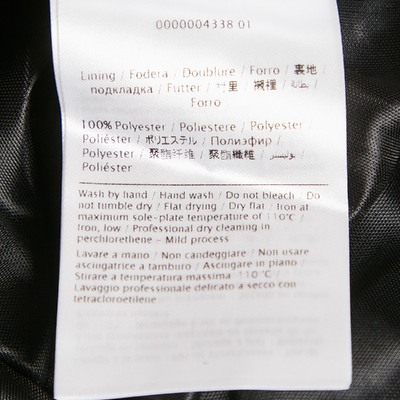 0000004338 01
Lining / Fodera / Doublure / Forro / 裏地 /
подкладка / Futter / 衬里 / 襯裡 / بطانة /
Forro
100% Polyester / Poliestere / Polyester
Poliéster / ポリエステル / Полиэфир /
Polyester / 聚酯纤维 / 聚酯纖維 / بوليستر /
Poliéster
Wash by hand / Hand wash / Do not bleach / Do
not tumble dry / Flat drying / Dry flat / Iron at
maximum sole-plate temperature of 110°C /
Iron, low / Professional dry cleaning in
perchlorethene - Mild process
Lavare a mano / Non candeggiare / Non usare
asciugatrice a tamburo / Asciugare in piano /
Stirare a temperatura massima 110°C /
Lavaggio professionale delicato a secco con
tetracloroetilene